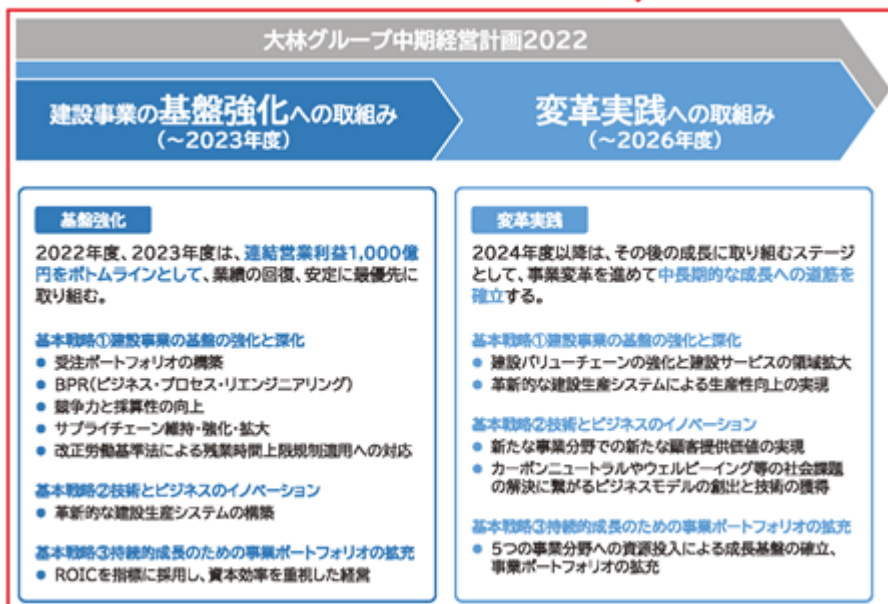 大林グループ中期経営計画2022
建設事業の基盤強化への取組み
(～2023年度)
変革実践への取組み
(～2026年度)
基盤強化
2022年度、2023年度は、連結営業利益1,000億
円をボトムラインとして、業績の回復、安定に最優先に
取り組む。
基本戦略①建設事業の基盤の強化と深化
● 受注ポートフォリオの構築
● BPR(ビジネス・プロセス・リエンジニアリング)
● 競争力と採算性の向上
● サプライチェーン維持・強化・拡大
● 改正労働基準法による残業時間上限規制適用への対応
基本戦略②技術とビジネスのイノベーション
● 革新的な建設生産システムの構築
基本戦略③持続的成長のための事業ポートフォリオの拡充
● ROICを指標に採用し、資本効率を重視した経営
変革実践
2024年度以降は、その後の成長に取り組むステージ
として、事業変革を進めて中長期的な成長への道筋を
確立する。
基本戦略①建設事業の基盤の強化と深化
● 建設バリューチェーンの強化と建設サービスの領域拡大
● 革新的な建設生産システムによる生産性向上の実現
基本戦略②技術とビジネスのイノベーション
● 新たな事業分野での新たな顧客提供価値の実現
● カーボンニュートラルやウェルビーイング等の社会課題
の解決に繋がるビジネスモデルの創出と技術の獲得
基本戦略③持続的成長のための事業ポートフォリオの拡充
● 5つの事業分野への資源投入による成長基盤の確立、
事業ポートフォリオの拡充